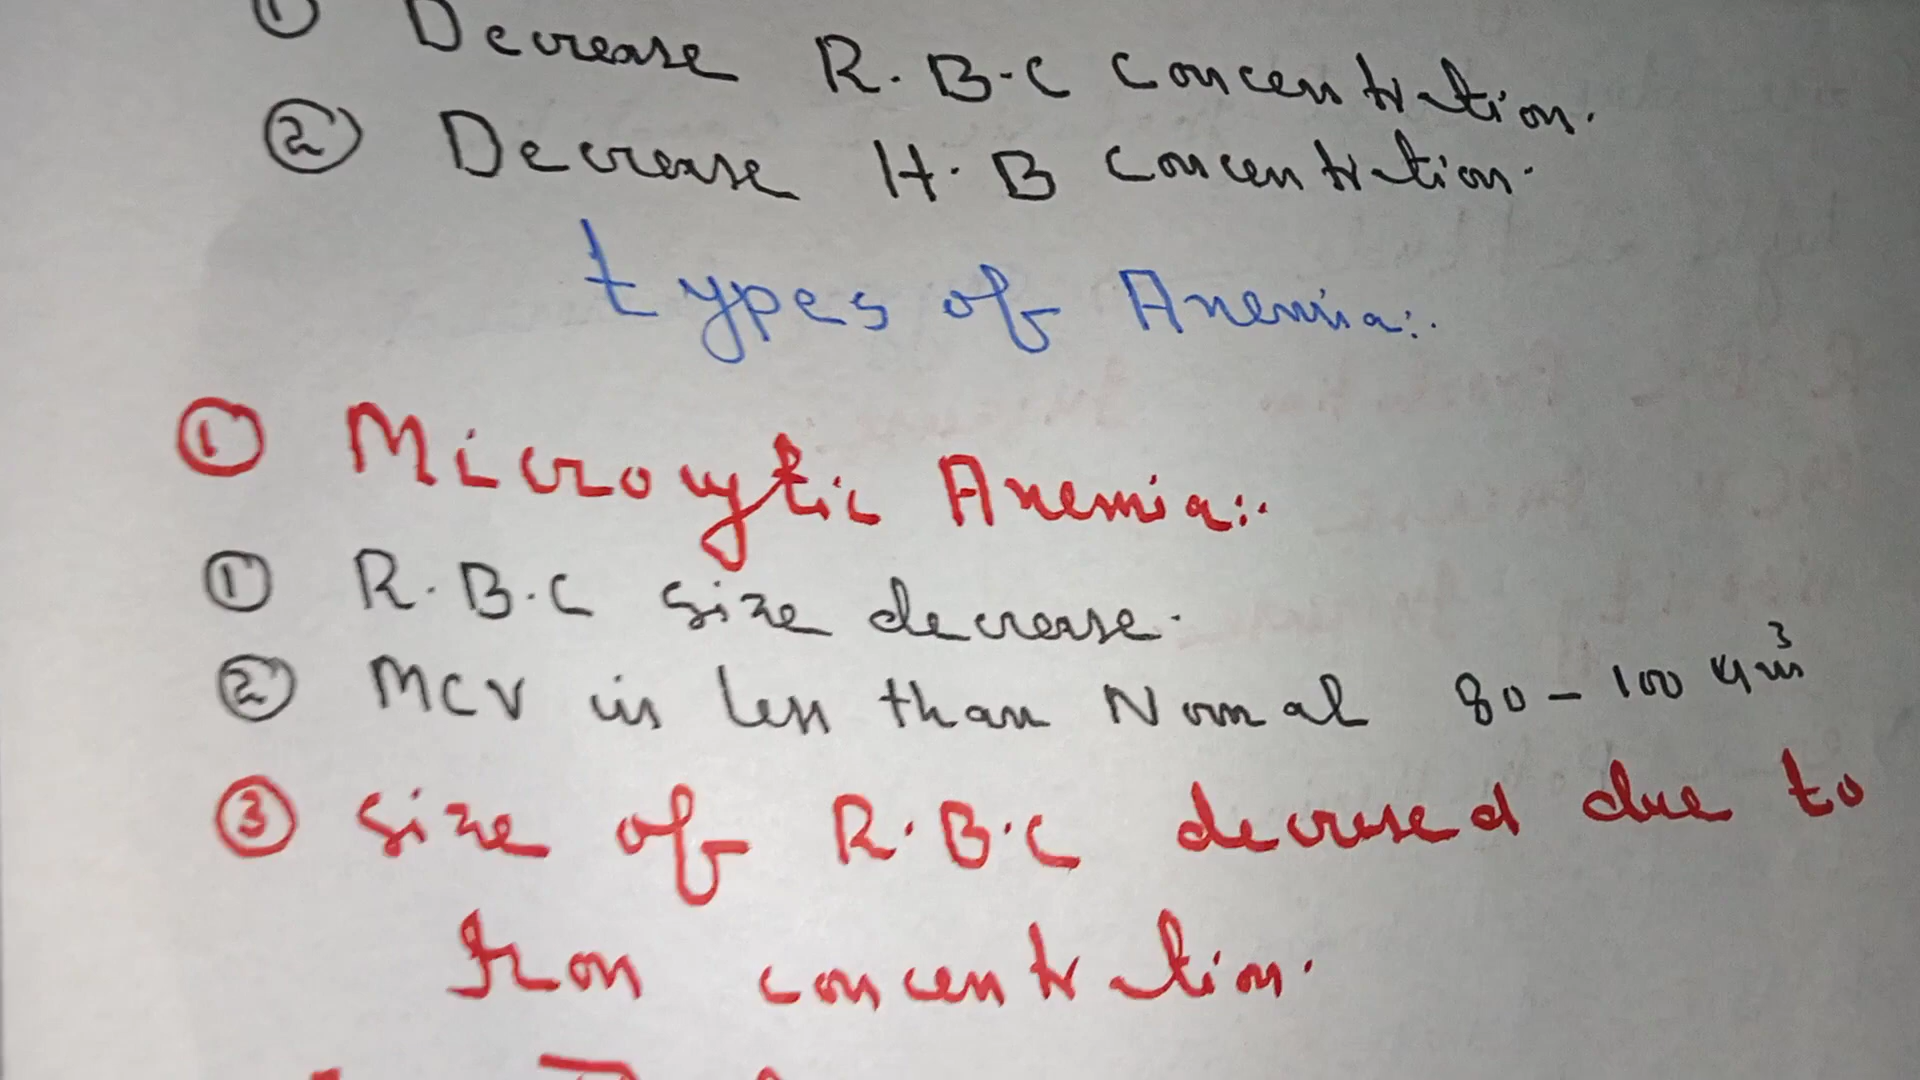 ① Decrease R.B.C concentration.
② Decrease H.B concentration.
types of Anemia:.
① Microcytic Anemia:.
① R.B.C size decrease.
② MCV is less than Normal 80-100 μm³
③ size of R.B.C decreased due to
Iron concentration.